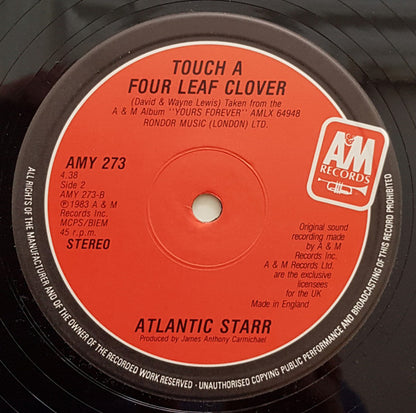 TOUCH A
FOUR LEAF CLOVER
(David & Wayne Lewis) Taken from the
A & M Album "YOURS FOREVER" AMLX 64948
RONDOR MUSIC (LONDON) LTD.
AMY 273
4.38
Side 2
AMY 273-B
℗ 1983 A & M
Records Inc.
MCPS/BIEM
45 r.p.m.
STEREO
AM
RECORDS
Original sound
recording made
by A & M
Records Inc.
A & M Records Ltd.
are the exclusive
licensees
for the UK
Made in England
ATLANTIC STARR
Produced by James Anthony Carmichael
ALL RIGHTS OF THE MANUFACTURER AND OF THE OWNER OF THE RECORDED WORK RESERVED · UNAUTHORISED COPYING PUBLIC PERFORMANCE AND BROADCASTING OF THIS RECORD PROHIBITED